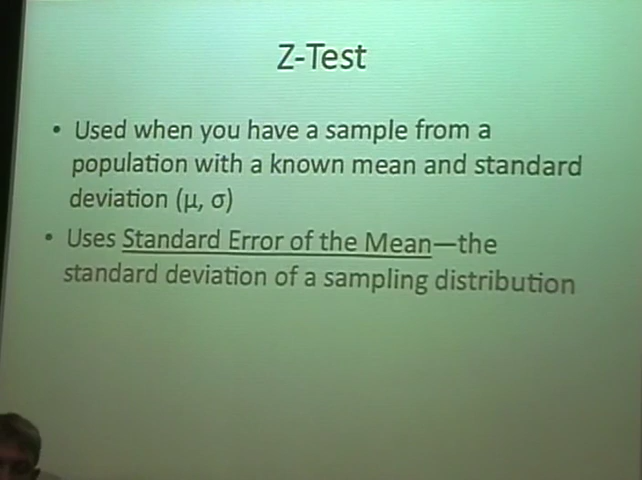 Z-Test
• Used when you have a sample from a
population with a known mean and standard
deviation (μ, σ)
• Uses Standard Error of the Mean—the
standard deviation of a sampling distribution